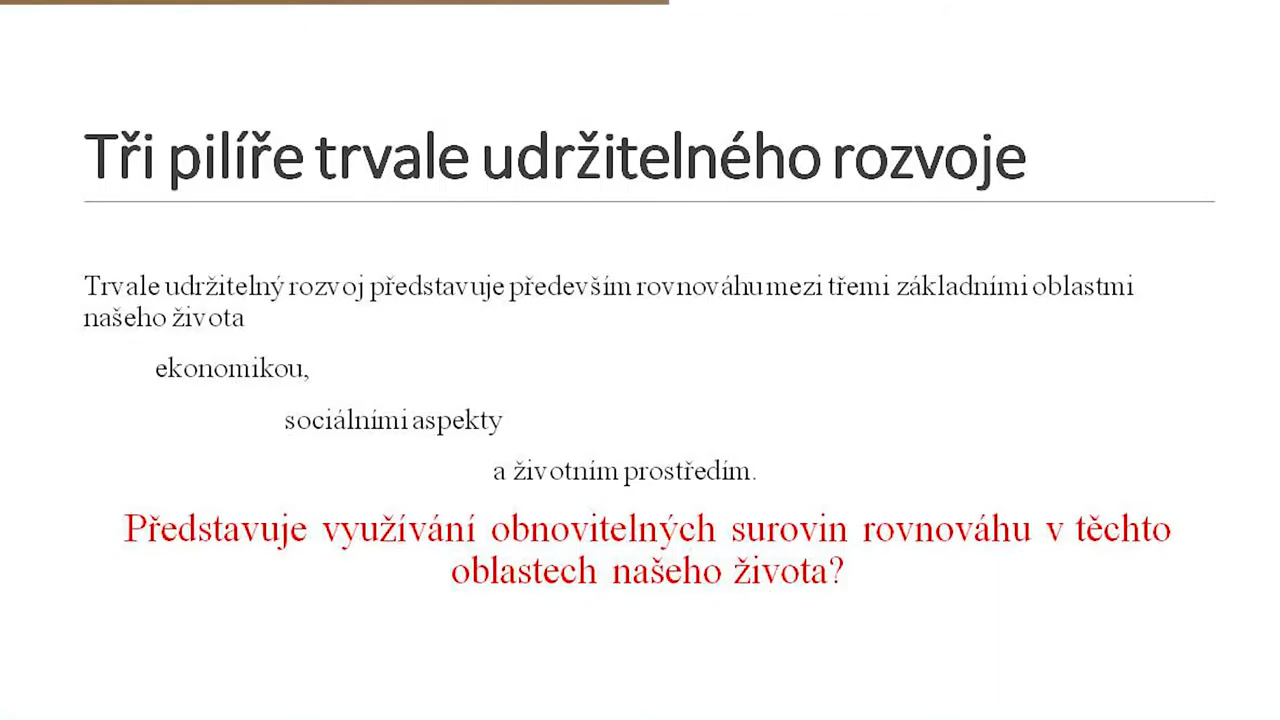 Tři pilíře trvale udržitelného rozvoje
Trvale udržitelný rozvoj představuje především rovnováhu mezi třemi základními oblastmi
našeho života
ekonomikou,
sociálními aspekty
a životním prostředím.
Představuje využívání obnovitelných surovin rovnováhu v těchto
oblastech našeho života?